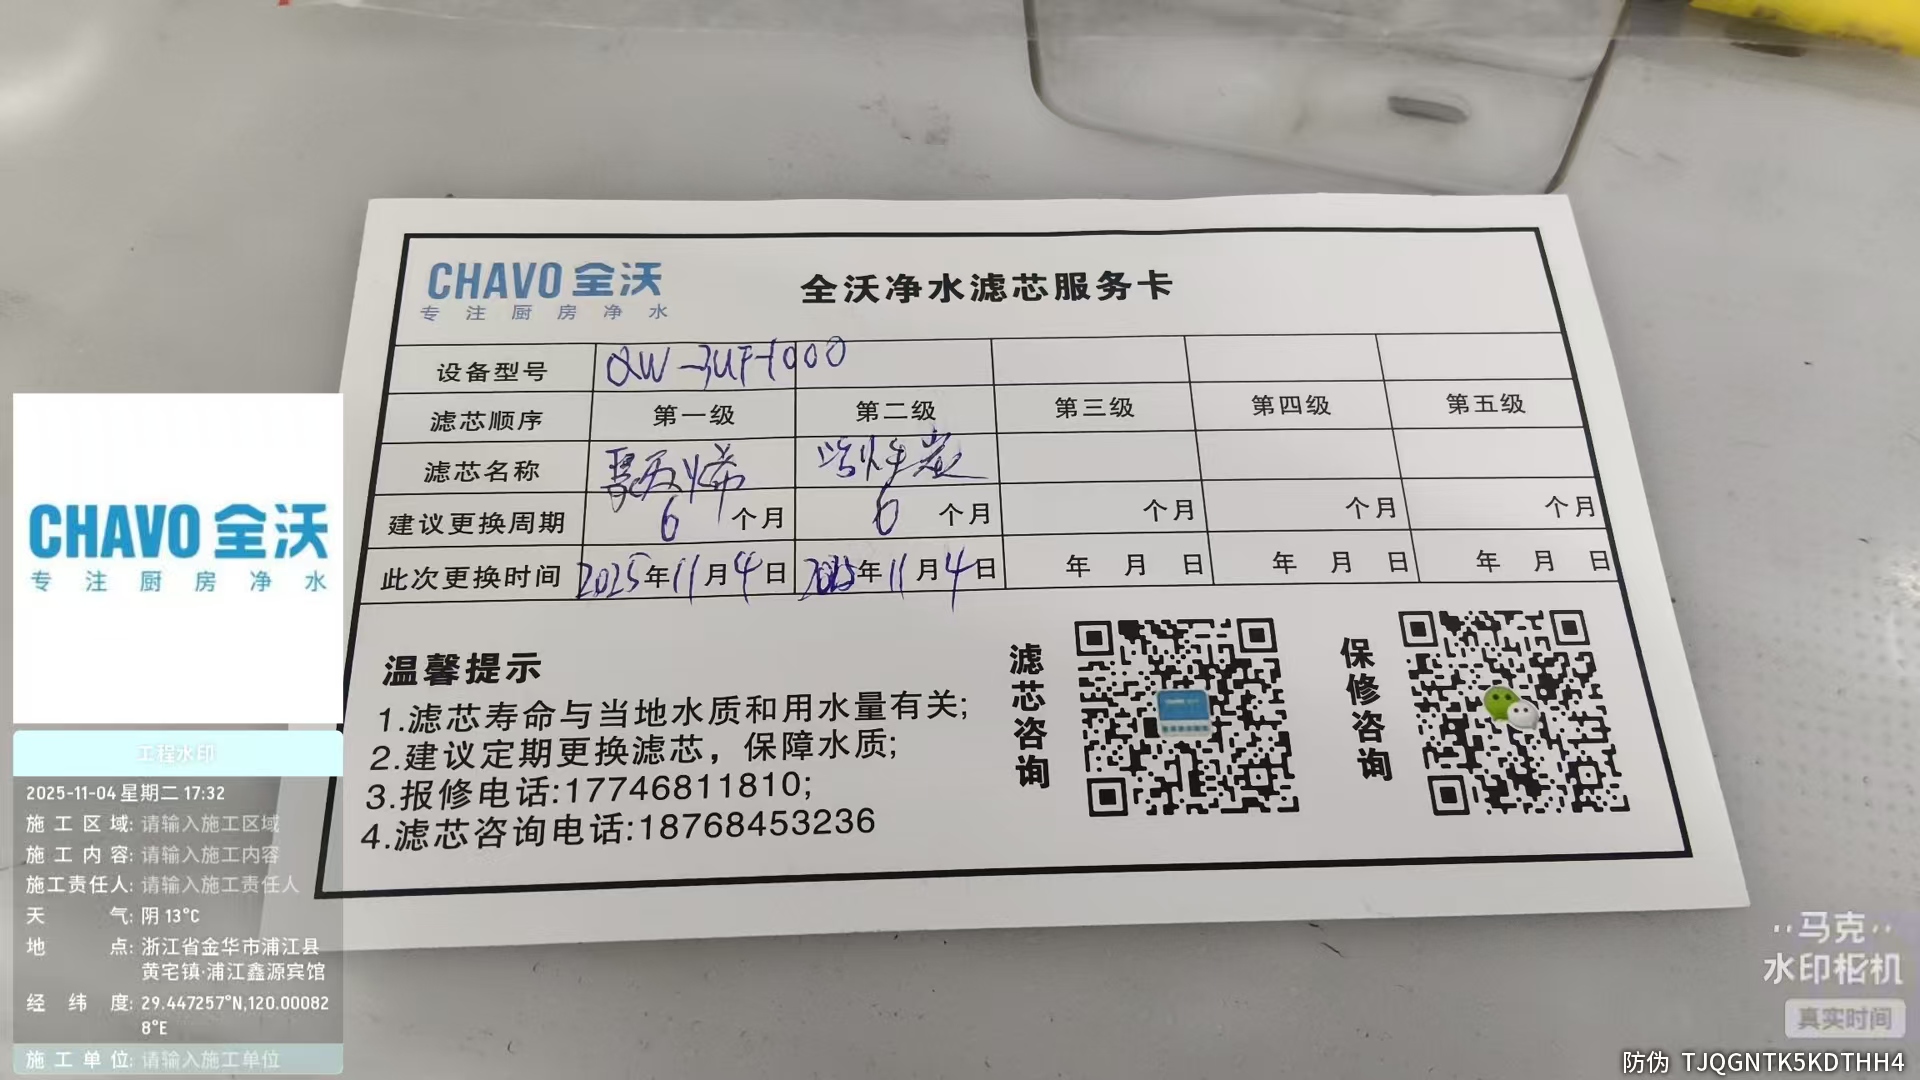 CHAVO 全沃
专注厨房净水
全沃净水滤芯服务卡
设备型号 QW-3UF-1000
滤芯顺序 第一级 第二级 第三级 第四级 第五级
滤芯名称 聚丙烯 活性炭
建议更换周期 6个月 6个月 个月 个月 个月
此次更换时间 2025年11月4日 2025年11月4日 年 月 日 年 月 日 年 月 日
温馨提示
1.滤芯寿命与当地水质和用水量有关;
2.建议定期更换滤芯，保障水质;
3.报修电话:17746811810;
4.滤芯咨询电话:18768453236
滤芯咨询
保修咨询
CHAVO 全沃
专注厨房净水
工程水印
2025-11-04 星期二 17:32
施工区域: 请输入施工区域
施工内容: 请输入施工内容
施工责任人: 请输入施工责任人
天气: 阴 13°C
地点: 浙江省金华市浦江县
黄宅镇·浦江鑫源宾馆
经纬度: 29.447257°N,120.00082
8°E
施工单位: 请输入施工单位
马克
水印相机
真实时间
防伪 TJQGNTK5KDTHH4